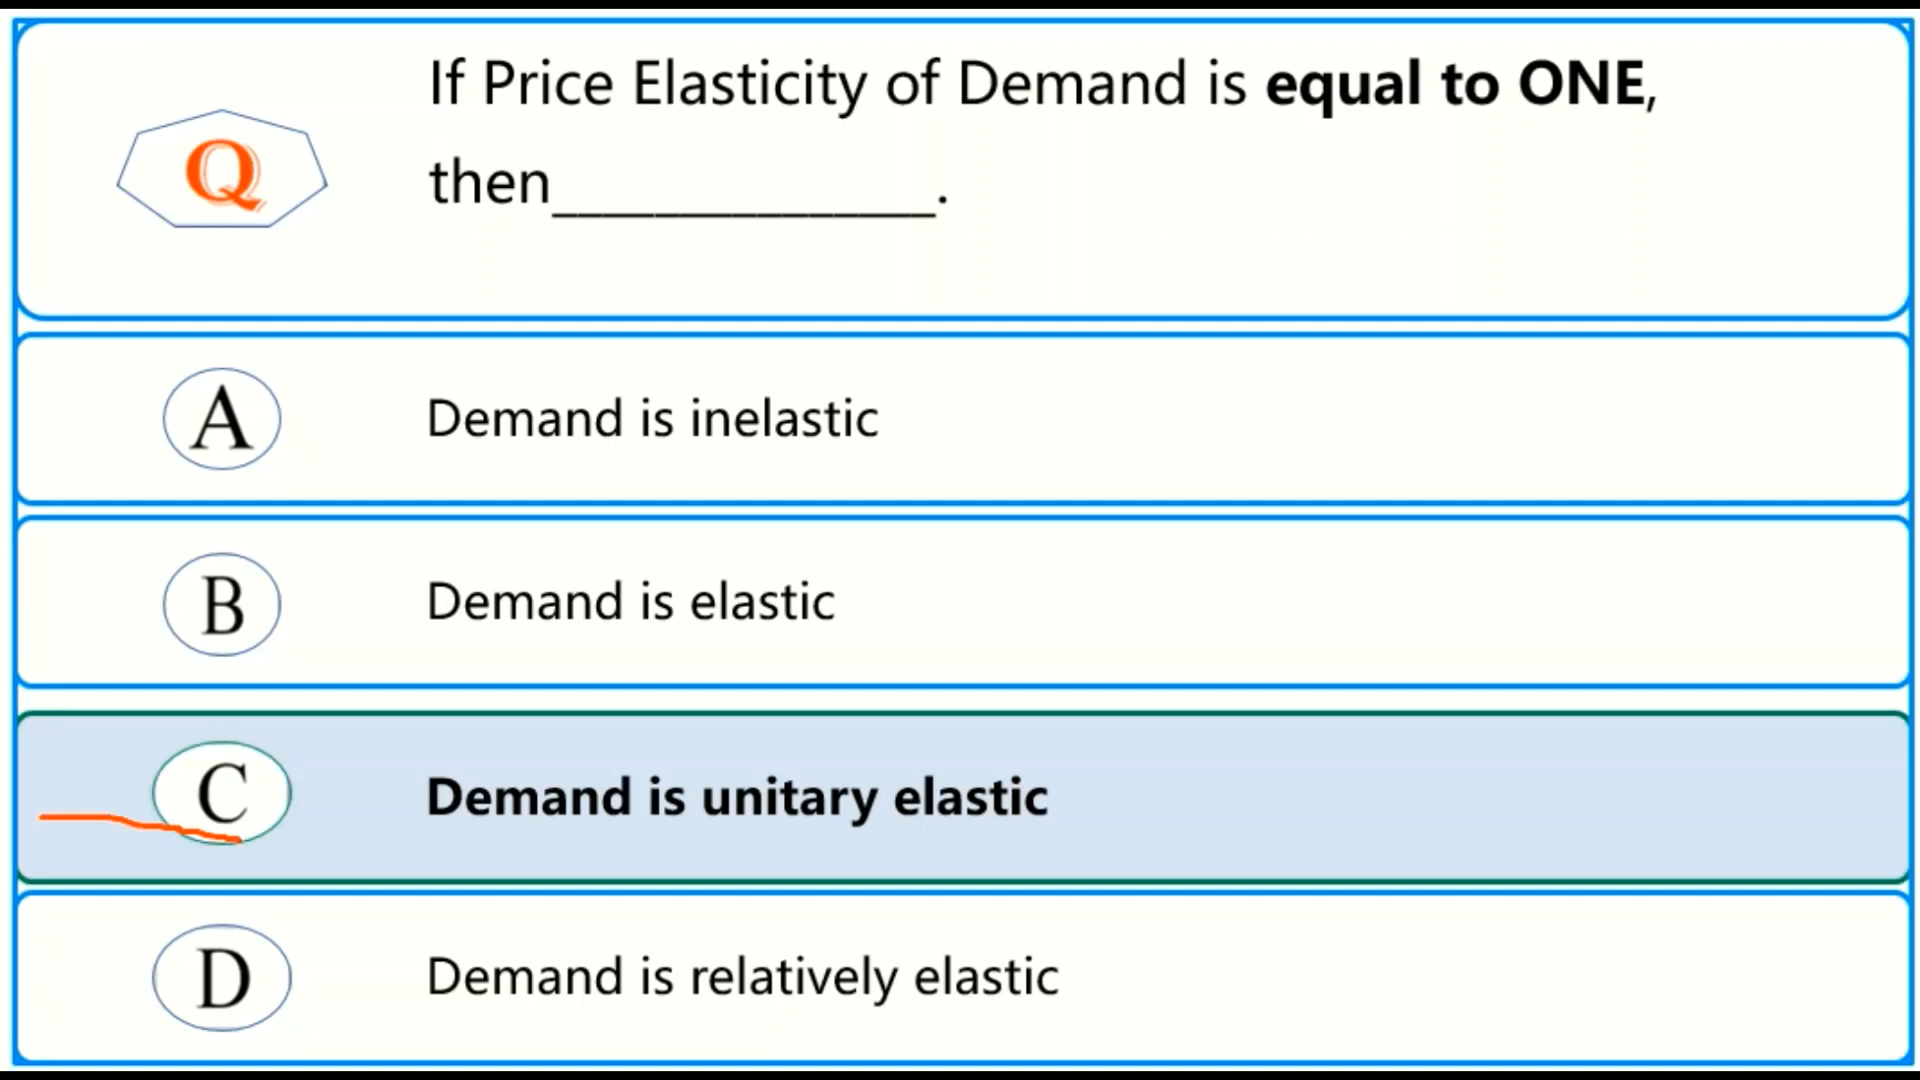 If Price Elasticity of Demand is equal to ONE,
Q
then_______________.
A Demand is inelastic
B Demand is elastic
C Demand is unitary elastic
D Demand is relatively elastic